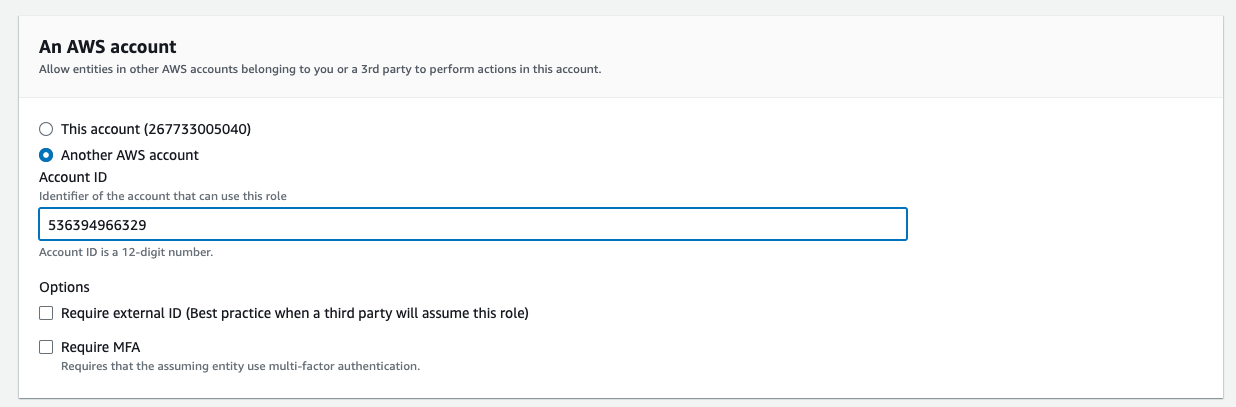 An AWS account
Allow entities in other AWS accounts belonging to you or a 3rd party to perform actions in this account.
This account (267733005040)
Another AWS account
Account ID
Identifier of the account that can use this role
536394966329
Account ID is a 12-digit number.
Options
Require external ID (Best practice when a third party will assume this role)
Require MFA
Requires that the assuming entity use multi-factor authentication.